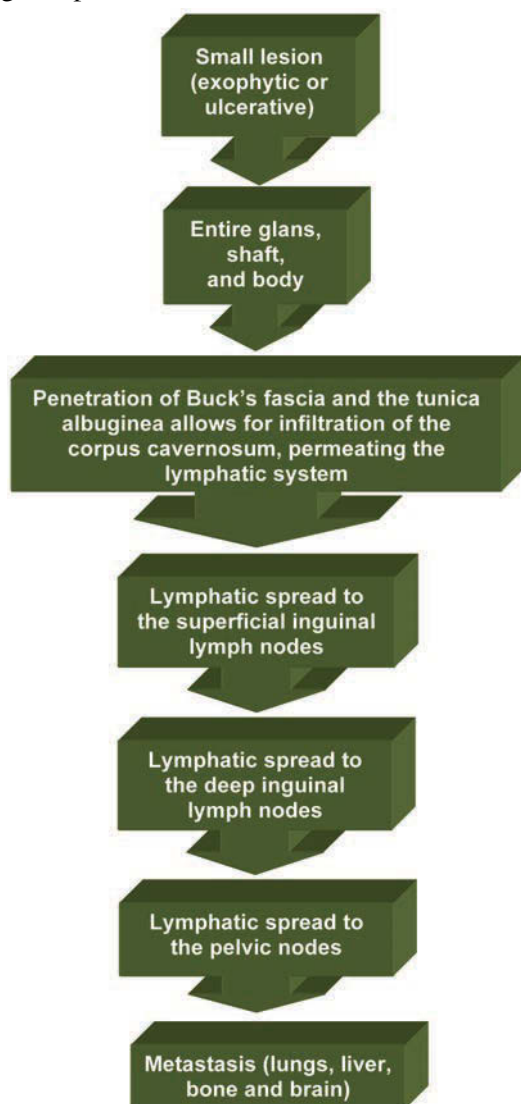 Small lesion
(exophytic or
ulcerative)
Entire glans,
shaft,
and body
Penetration of Buck's fascia and the tunica
albuginea allows for infiltration of the
corpus cavernosum, permeating the
lymphatic system
Lymphatic spread to
the superficial inguinal
lymph nodes
Lymphatic spread to
the deep inguinal
lymph nodes
Lymphatic spread to
the pelvic nodes
Metastasis (lungs, liver,
bone and brain)